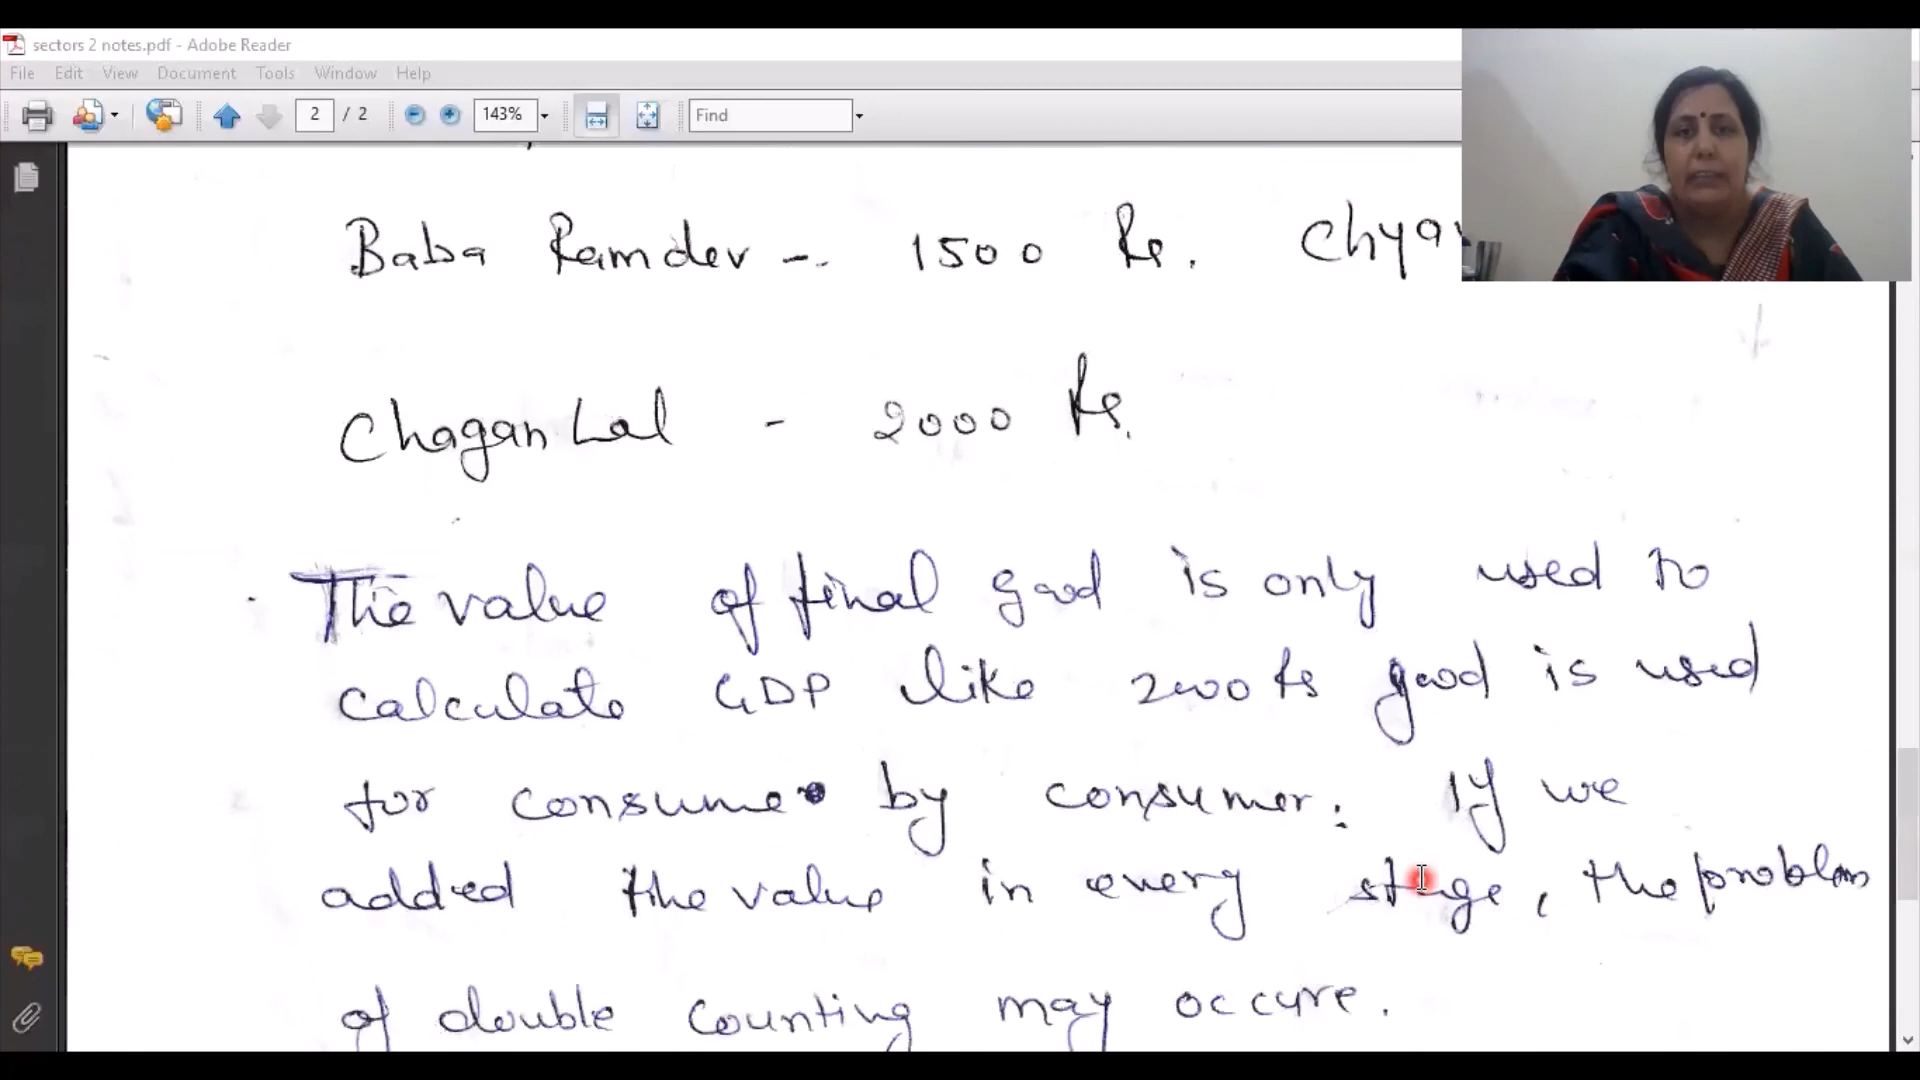 sectors 2 notes.pdf - Adobe Reader
File Edit View Document Tools Window Help
2 / 2 143% Find
Baba Ramdev -- 1500 Rs. Chya
Chagan Lal - 2000 Rs.
The value of final good is only used to
calculate GDP like 2000 Rs good is used
for consume by consumer. If we
added the value in every stage, the problem
of double counting may occure.